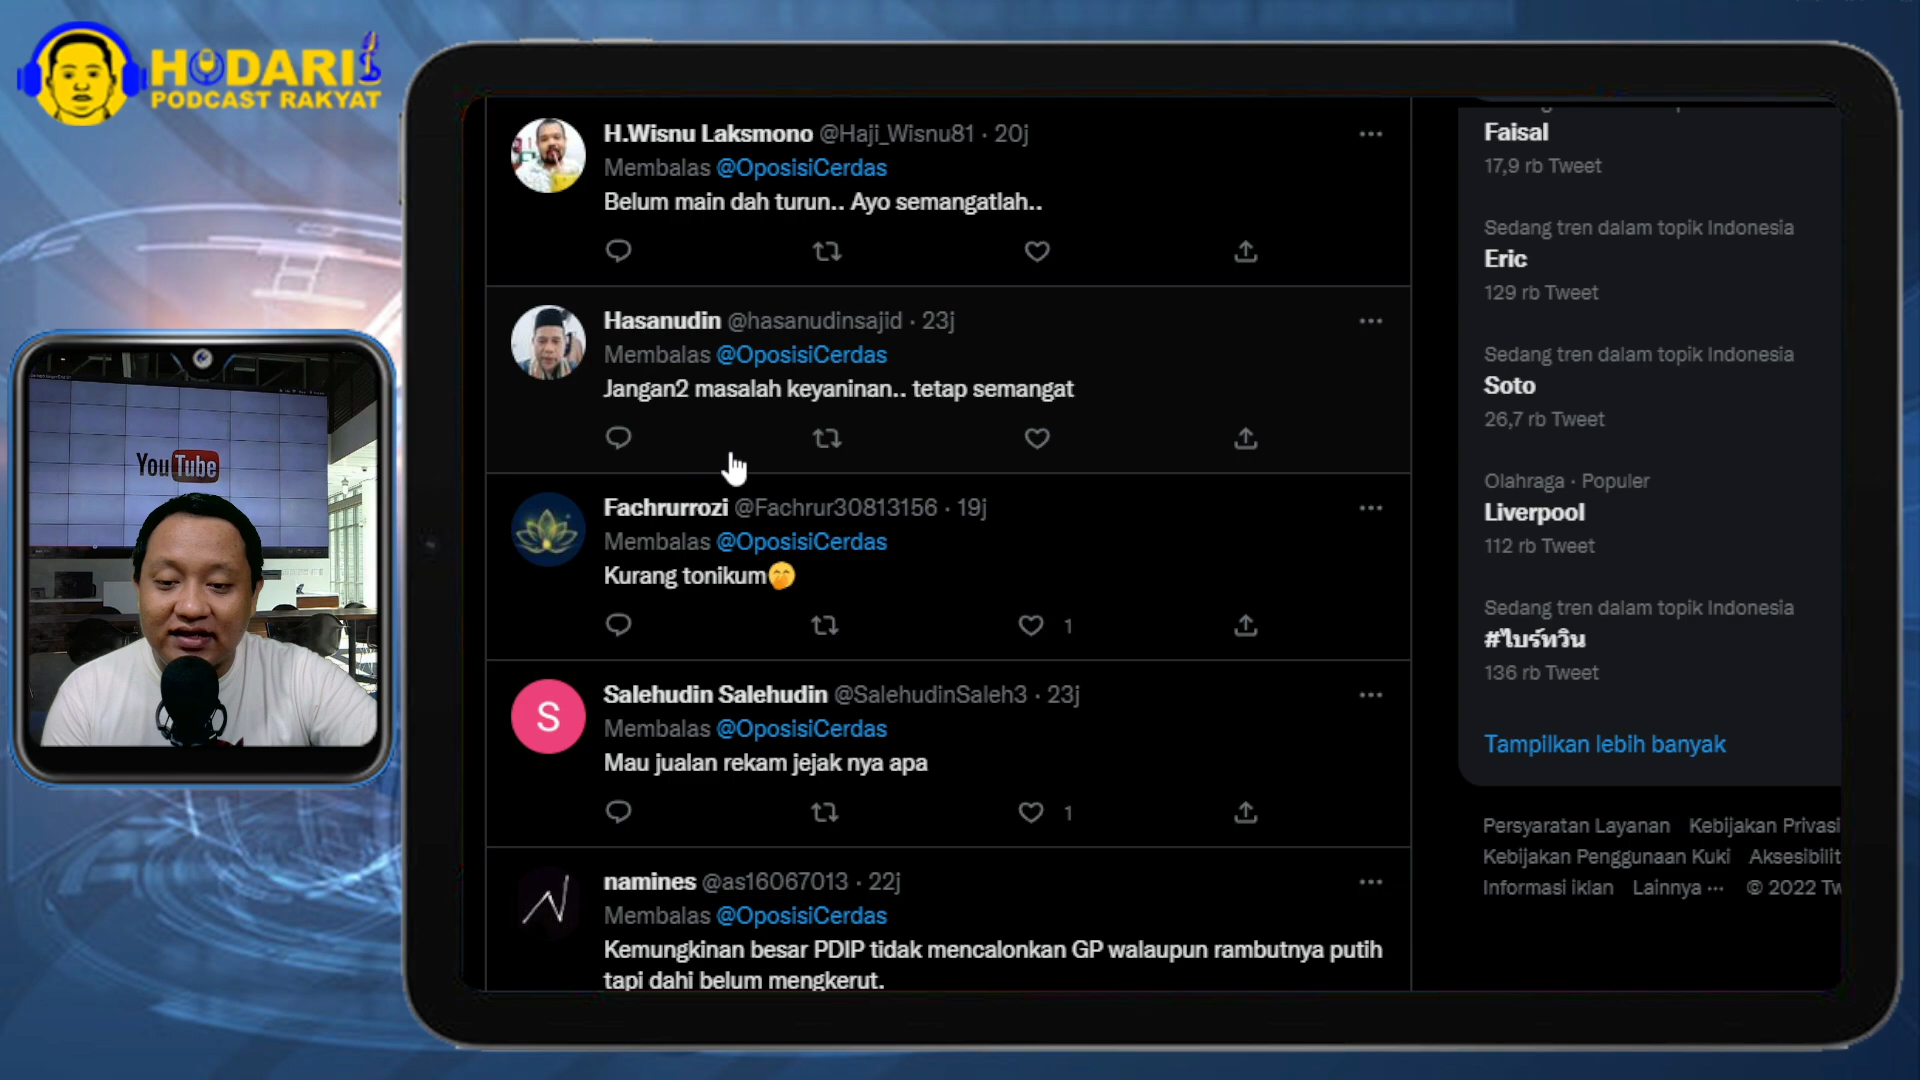 HODARI
PODCAST RAKYAT
YouTube
H.Wisnu Laksmono @Haji_Wisnu81 · 20j
Membalas @OposisiCerdas
Belum main dah turun.. Ayo semangatlah..
Hasanudin @hasanudinsajid · 23j
Membalas @OposisiCerdas
Jangan2 masalah keyaninan.. tetap semangat
Fachrurrozi @Fachrur30813156 · 19j
Membalas @OposisiCerdas
Kurang tonikum🤭
1
S
Salehudin Salehudin @SalehudinSaleh3 · 23j
Membalas @OposisiCerdas
Mau jualan rekam jejak nya apa
1
namines @as16067013 · 22j
Membalas @OposisiCerdas
Kemungkinan besar PDIP tidak mencalonkan GP walaupun rambutnya putih
tapi dahi belum mengkerut.
Faisal
17,9 rb Tweet
Sedang tren dalam topik Indonesia
Eric
129 rb Tweet
Sedang tren dalam topik Indonesia
Soto
26,7 rb Tweet
Olahraga · Populer
Liverpool
112 rb Tweet
Sedang tren dalam topik Indonesia
#ไบร์ทวิน
136 rb Tweet
Tampilkan lebih banyak
Persyaratan Layanan Kebijakan Privasi
Kebijakan Penggunaan Kuki Aksesibilit
Informasi iklan Lainnya ··· © 2022 Tw